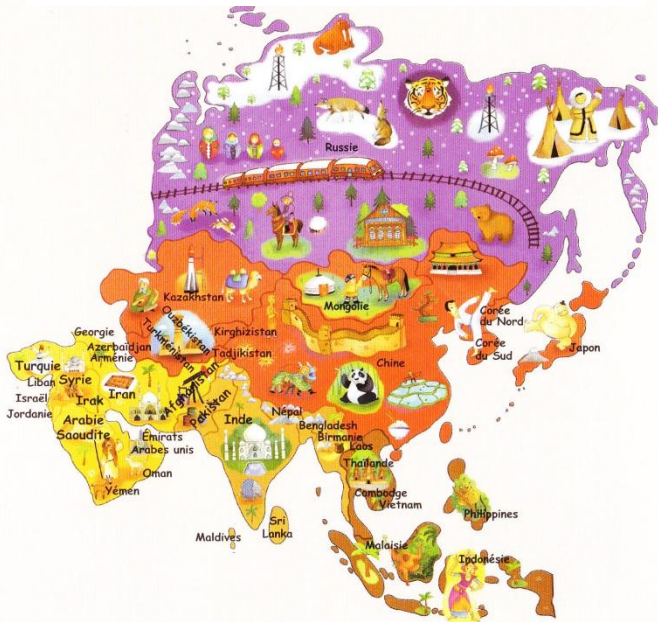 Russie
Kazakhstan
Ouzbékistan
Turkménistan
Kirghizistan
Tadjikistan
Mongolie
Corée
du Nord
Corée
du Sud
Japon
Chine
Georgie
Azerbaïdjan
Arménie
Turquie
Liban
Syrie
Israël
Jordanie
Irak
Iran
Afghanistan
Pakistan
Arabie
Saoudite
Émirats
Arabes unis
Oman
Yémen
Inde
Népal
Bengladesh
Birmanie
Laos
Thaïlande
Cambodge
Vietnam
Philippines
Maldives
Sri
Lanka
Malaisie
Indonésie